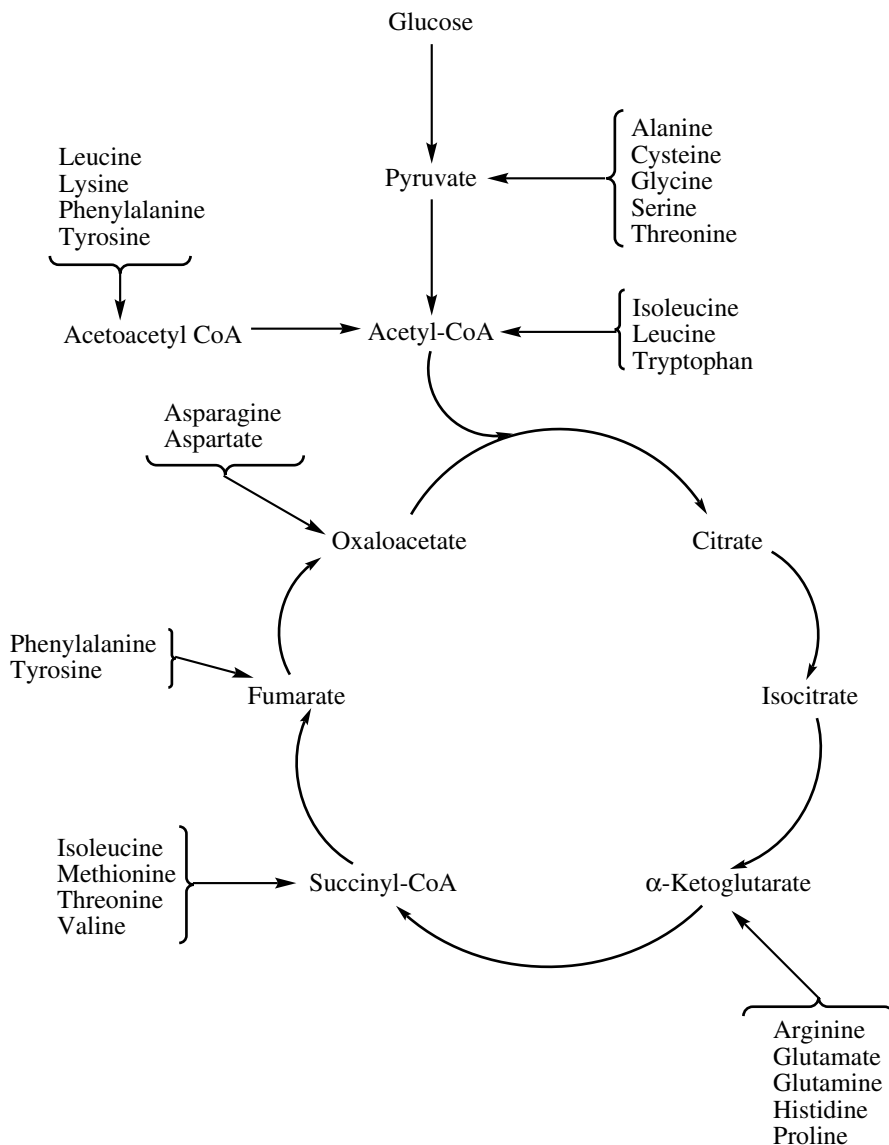 Glucose
Alanine
Cysteine
Glycine
Serine
Threonine
Pyruvate
Leucine
Lysine
Phenylalanine
Tyrosine
Acetoacetyl CoA
Acetyl-CoA
Isoleucine
Leucine
Tryptophan
Asparagine
Aspartate
Oxaloacetate
Citrate
Phenylalanine
Tyrosine
Fumarate
Isocitrate
Isoleucine
Methionine
Threonine
Valine
Succinyl-CoA
α-Ketoglutarate
Arginine
Glutamate
Glutamine
Histidine
Proline